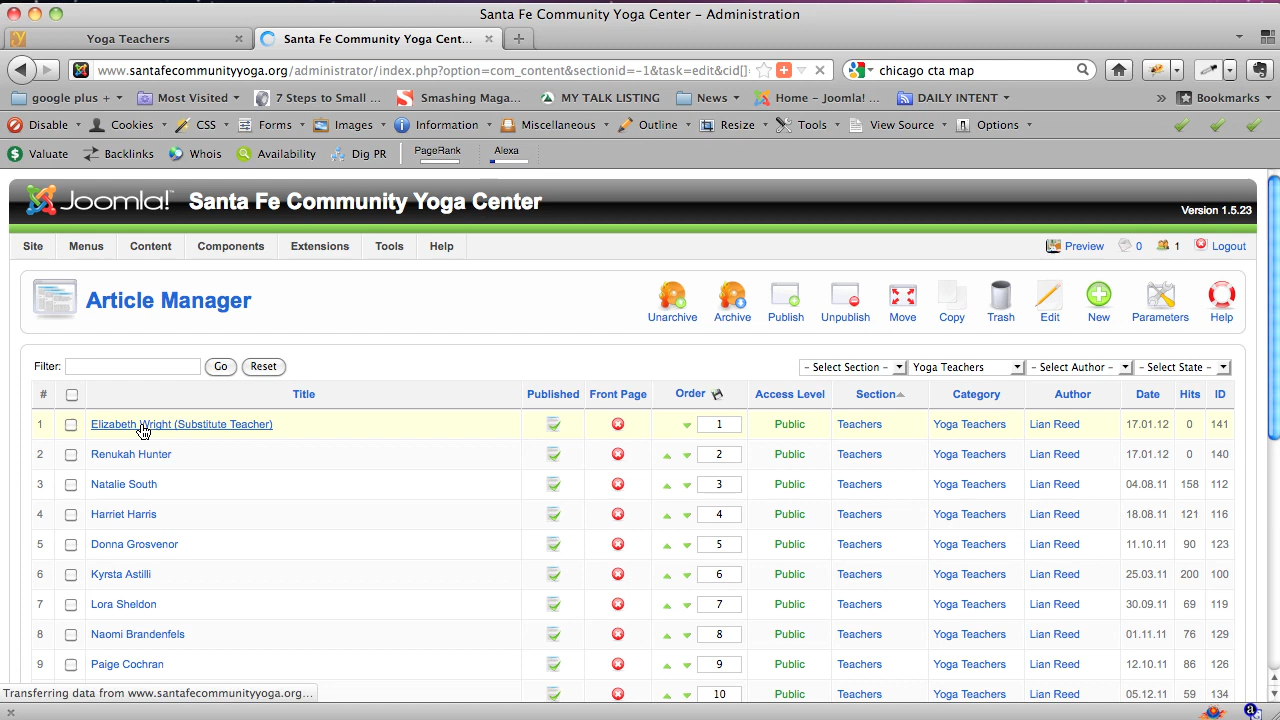 Santa Fe Community Yoga Center – Administration
Yoga Teachers
Santa Fe Community Yoga Cent...
www.santafecommunityyoga.org/administrator/index.php?option=com_content&sectionid=-1&task=edit&cid[]= chicago cta map
google plus + Most Visited 7 Steps to Small ... Smashing Maga... MY TALK LISTING News Home – Joomla! ... DAILY INTENT » Bookmarks
Disable Cookies CSS Forms Images Information Miscellaneous Outline Resize Tools View Source Options
Valuate Backlinks Whois Availability Dig PR PageRank Alexa
Joomla! Santa Fe Community Yoga Center
Version 1.5.23
Site Menus Content Components Extensions Tools Help Preview 0 1 Logout
Article Manager
Unarchive Archive Publish Unpublish Move Copy Trash Edit New Parameters Help
Filter: Go Reset – Select Section – Yoga Teachers – Select Author – – Select State –
# Title Published Front Page Order Access Level Section Category Author Date Hits ID
1 Elizabeth Wright (Substitute Teacher) 1 Public Teachers Yoga Teachers Lian Reed 17.01.12 0 141
2 Renukah Hunter 2 Public Teachers Yoga Teachers Lian Reed 17.01.12 0 140
3 Natalie South 3 Public Teachers Yoga Teachers Lian Reed 04.08.11 158 112
4 Harriet Harris 4 Public Teachers Yoga Teachers Lian Reed 18.08.11 121 116
5 Donna Grosvenor 5 Public Teachers Yoga Teachers Lian Reed 11.10.11 90 123
6 Kyrsta Astilli 6 Public Teachers Yoga Teachers Lian Reed 25.03.11 200 100
7 Lora Sheldon 7 Public Teachers Yoga Teachers Lian Reed 30.09.11 69 119
8 Naomi Brandenfels 8 Public Teachers Yoga Teachers Lian Reed 01.11.11 76 129
9 Paige Cochran 9 Public Teachers Yoga Teachers Lian Reed 12.10.11 86 126
10 Public Teachers Yoga Teachers Lian Reed 05.12.11 59 134
Transferring data from www.santafecommunityyoga.org...